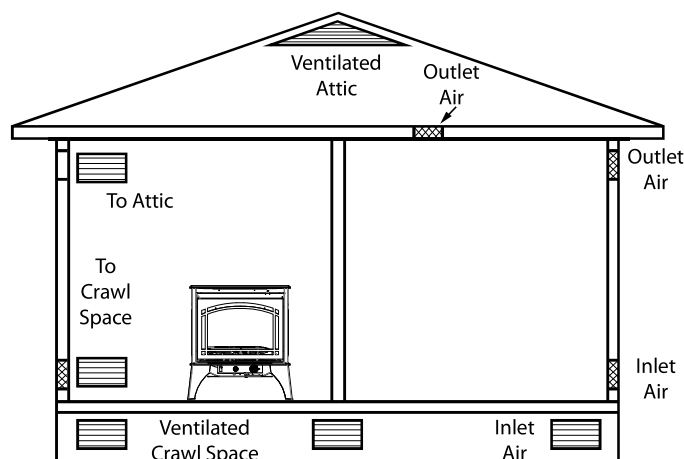 Ventilated
Attic
Outlet
Air
Outlet
Air
To Attic
To
Crawl
Space
Inlet
Air
Ventilated
Crawl Space
Inlet
Air